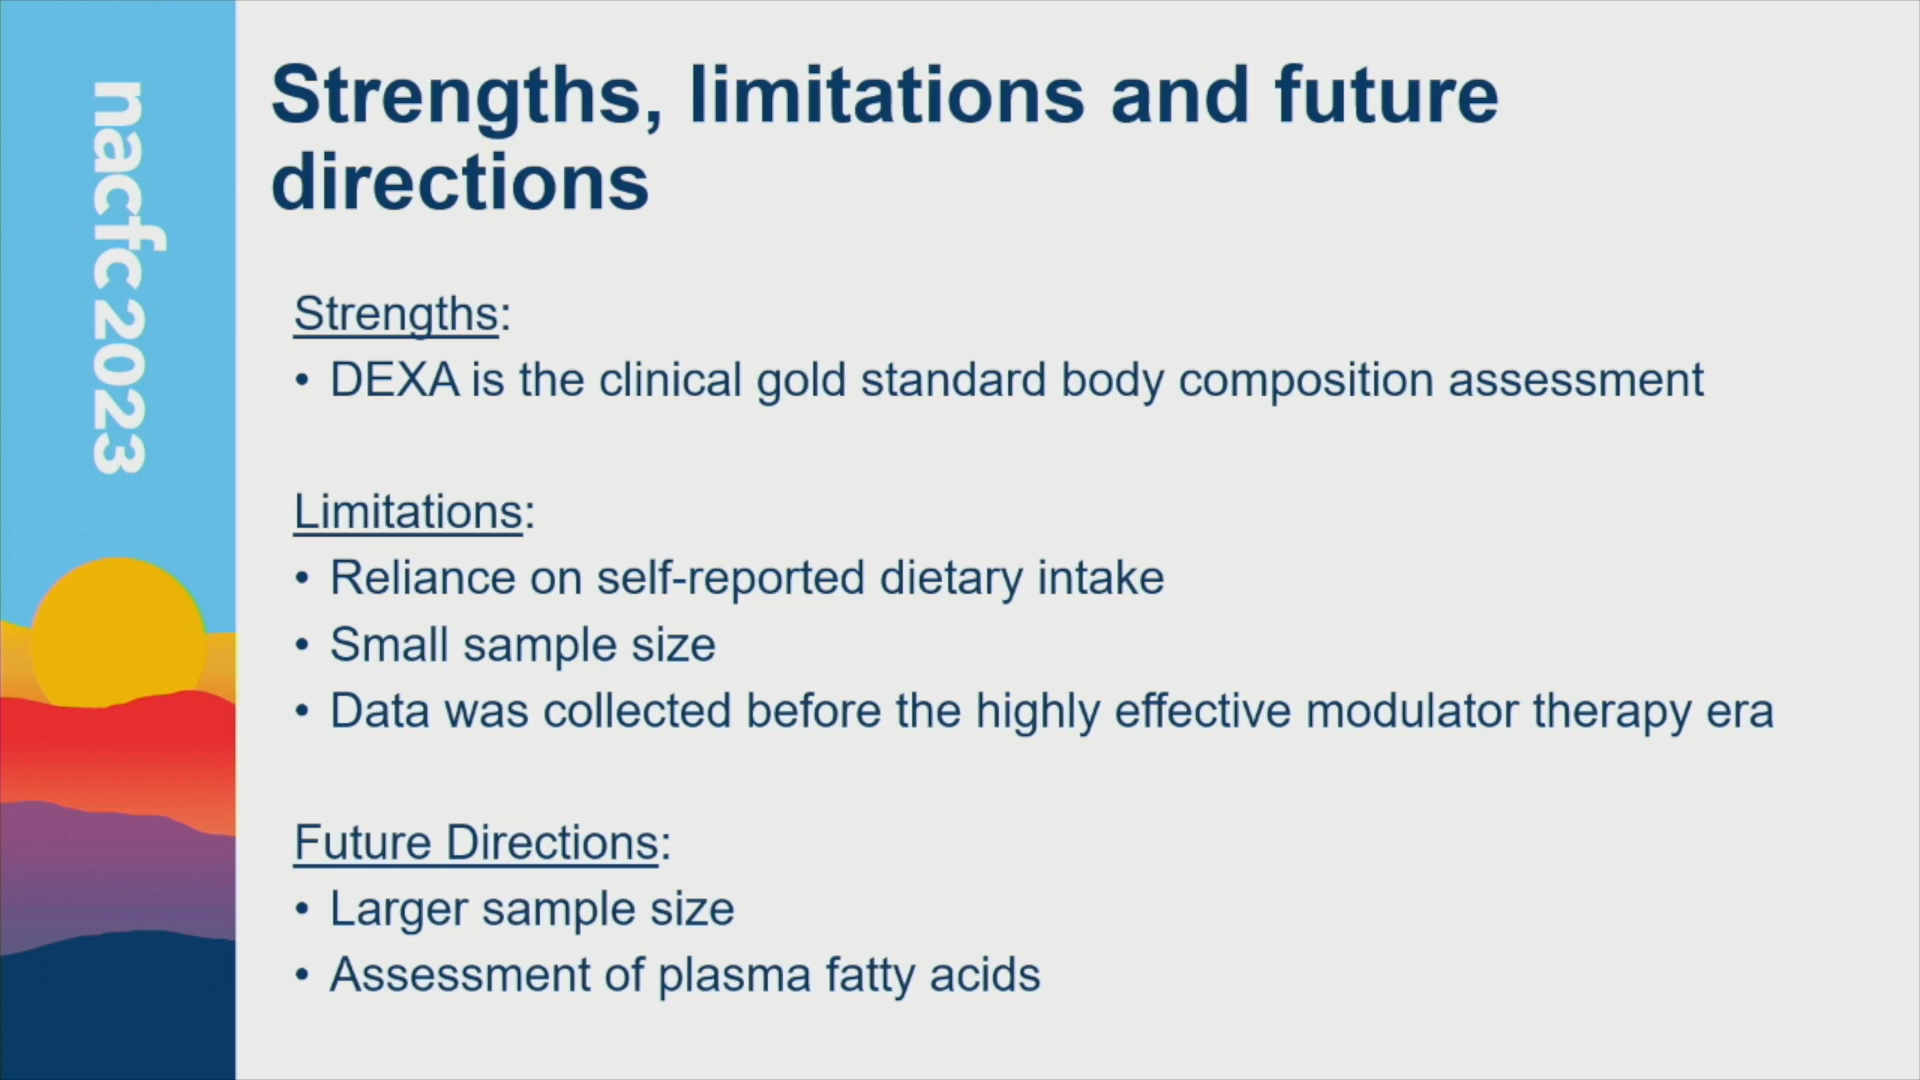 nacfc 2023
Strengths, limitations and future
directions
Strengths:
• DEXA is the clinical gold standard body composition assessment
Limitations:
• Reliance on self-reported dietary intake
• Small sample size
• Data was collected before the highly effective modulator therapy era
Future Directions:
• Larger sample size
• Assessment of plasma fatty acids